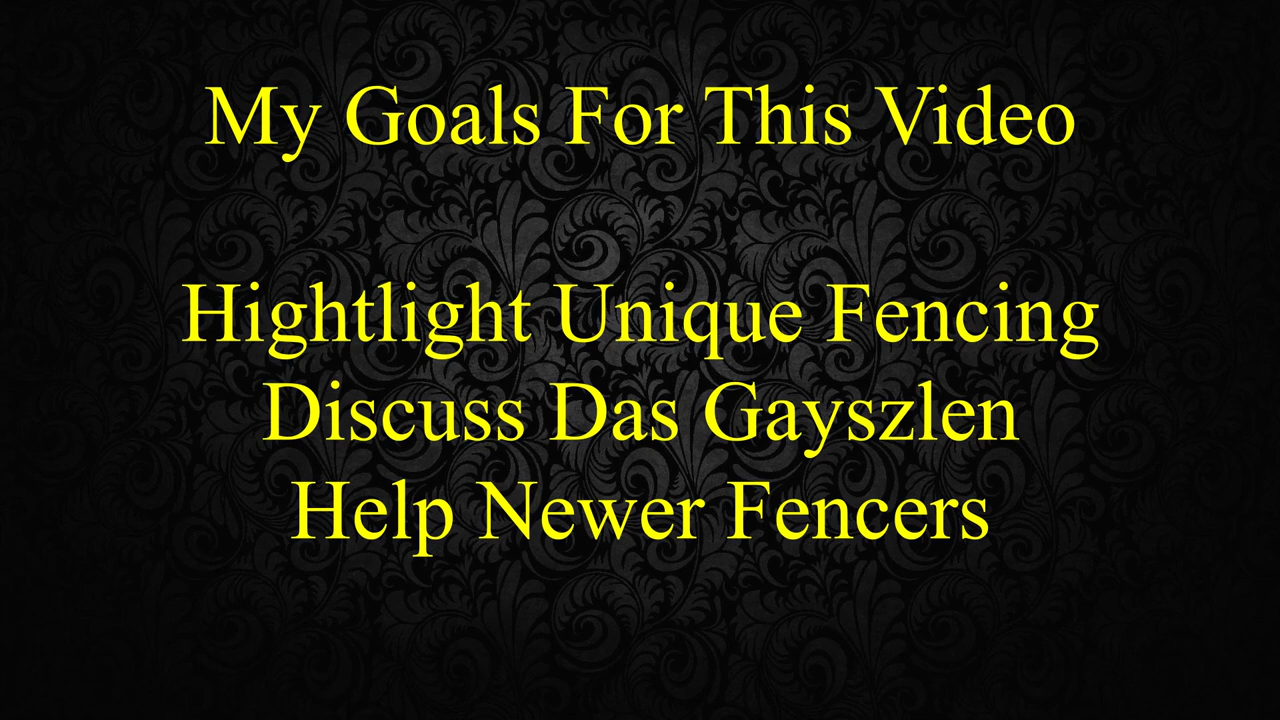 My Goals For This Video
Hightlight Unique Fencing
Discuss Das Gayszlen
Help Newer Fencers